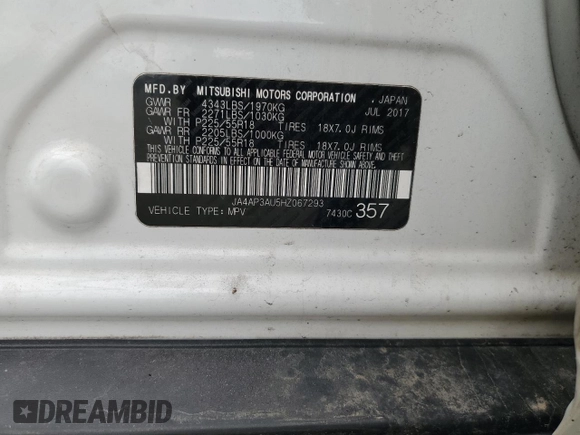 MFD.BY MITSUBISHI MOTORS CORPORATION , JAPAN
GVWR 4343LBS/1970KG JUL 2017
GAWR FR 2271LBS/1030KG
WITH P225/55R18 TIRES 18X7.0J RIMS
GAWR RR 2205LBS/1000KG
WITH P225/55R18 TIRES 18X7.0J RIMS
THIS VEHICLE CONFORMS TO ALL APPLICABLE FEDERAL MOTOR VEHICLE SAFETY AND THEFT
PREVENTION STANDARDS IN EFFECT ON THE DATE OF MANUFACTURE SHOWN ABOVE.
JA4AP3AU5HZ067293
VEHICLE TYPE: MPV 7430C 357
DREAMBID